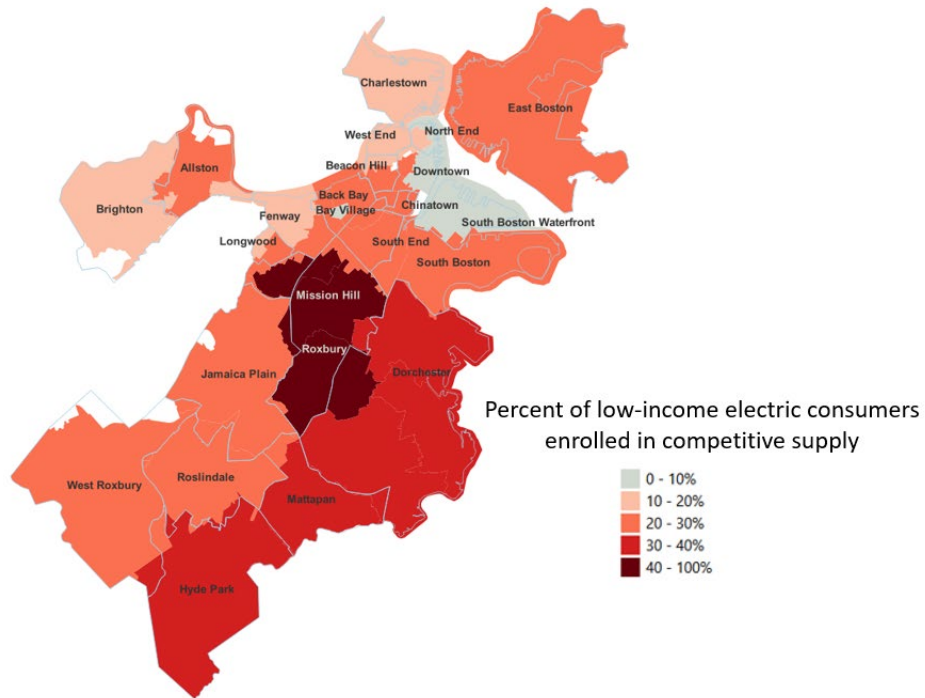 Charlestown
East Boston
West End
North End
Allston
Beacon Hill
Downtown
Brighton
Back Bay
Fenway
Bay Village
Chinatown
South Boston Waterfront
Longwood
South End
South Boston
Mission Hill
Roxbury
Jamaica Plain
Dorchester
Percent of low-income electric consumers
enrolled in competitive supply
West Roxbury
Roslindale
Mattapan
Hyde Park
0 - 10%
10 - 20%
20 - 30%
30 - 40%
40 - 100%